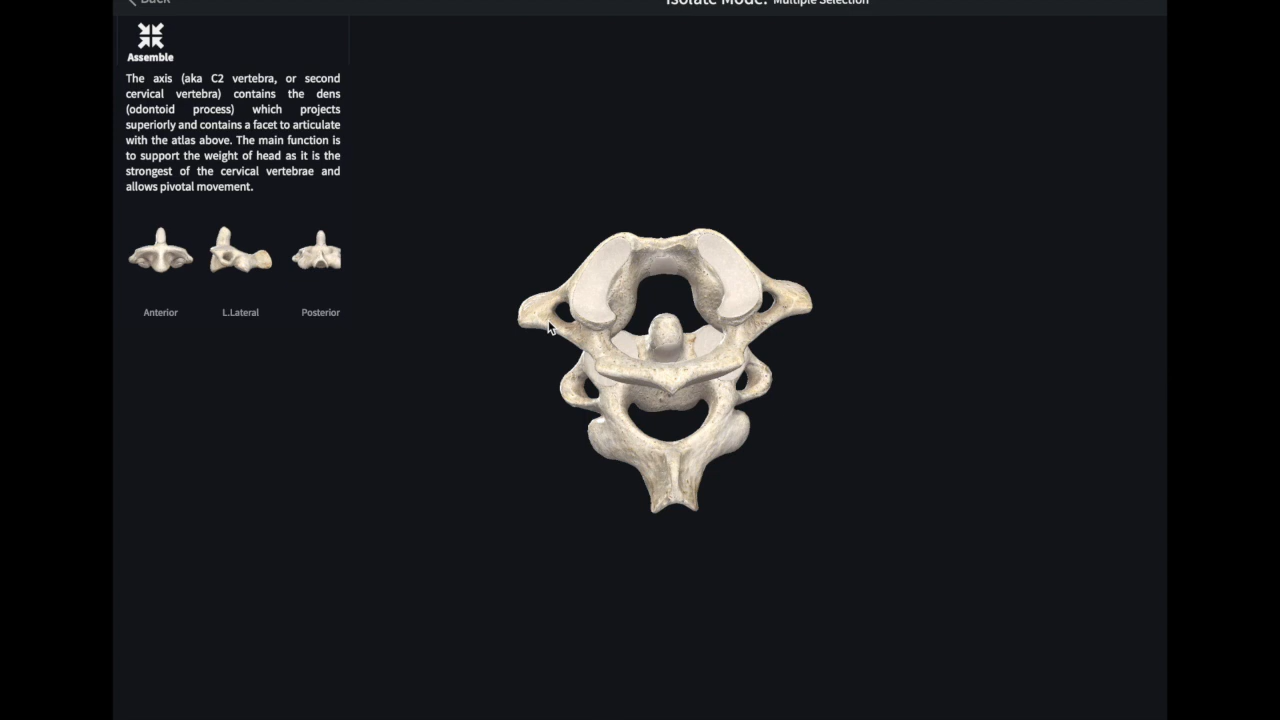 Back
Isolate Mode: Multiple Selection
Assemble
The axis (aka C2 vertebra, or second
cervical vertebra) contains the dens
(odontoid process) which projects
superiorly and contains a facet to articulate
with the atlas above. The main function is
to support the weight of head as it is the
strongest of the cervical vertebrae and
allows pivotal movement.
Anterior L.Lateral Posterior